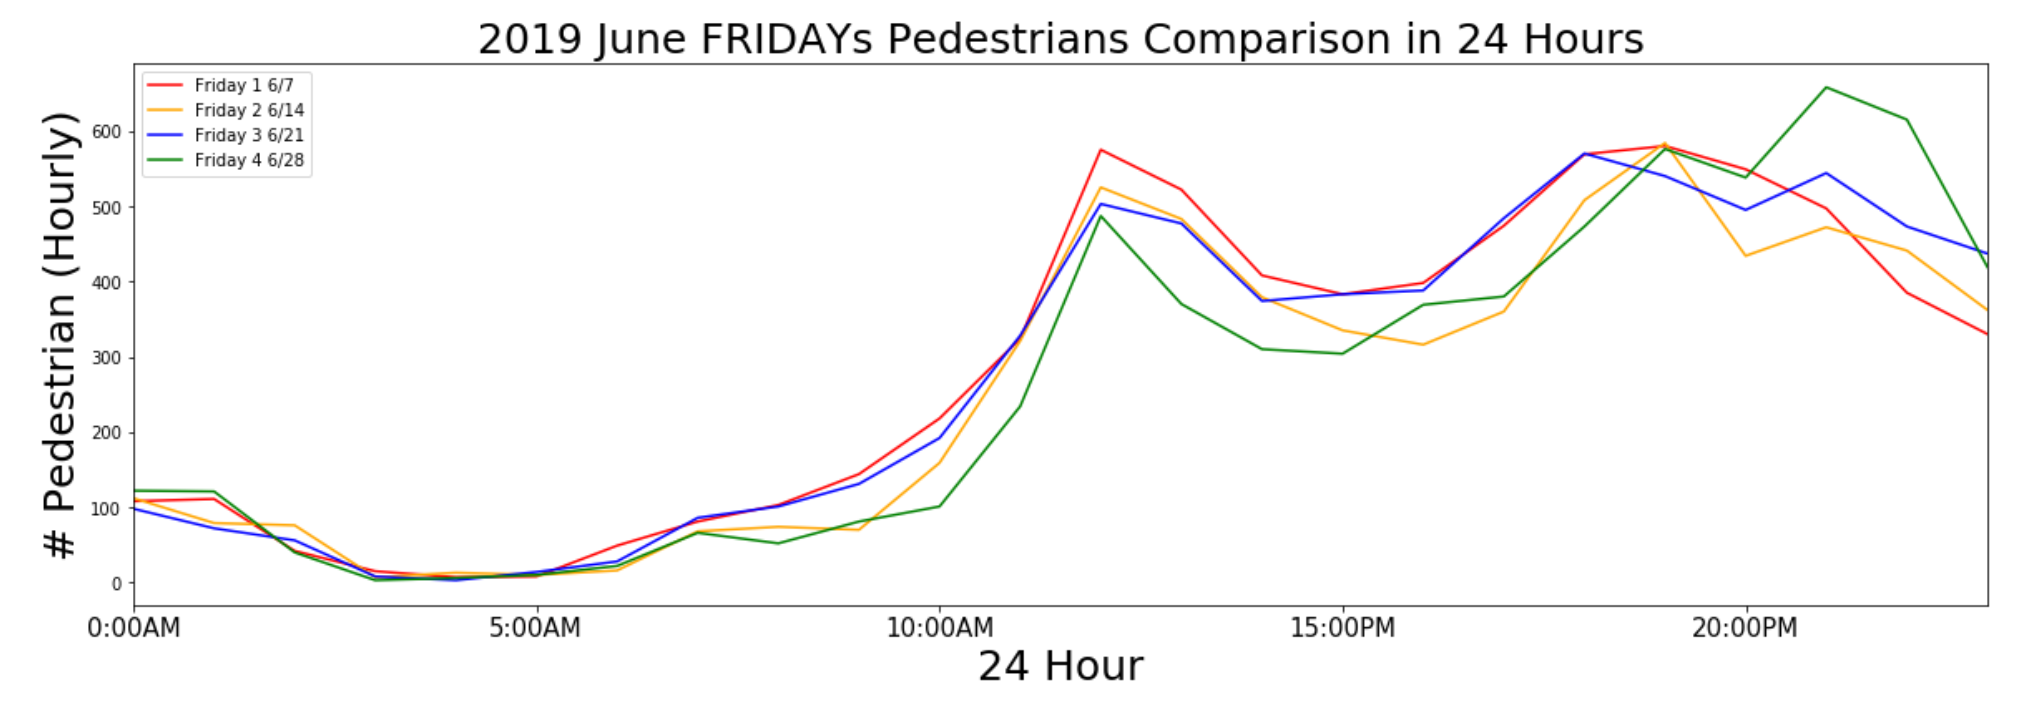 2019 June FRIDAYs Pedestrians Comparison in 24 Hours
Friday 1 6/7
Friday 2 6/14
Friday 3 6/21
Friday 4 6/28
# Pedestrian (Hourly)
600
500
400
300
200
100
0
0:00AM 5:00AM 10:00AM 15:00PM 20:00PM
24 Hour